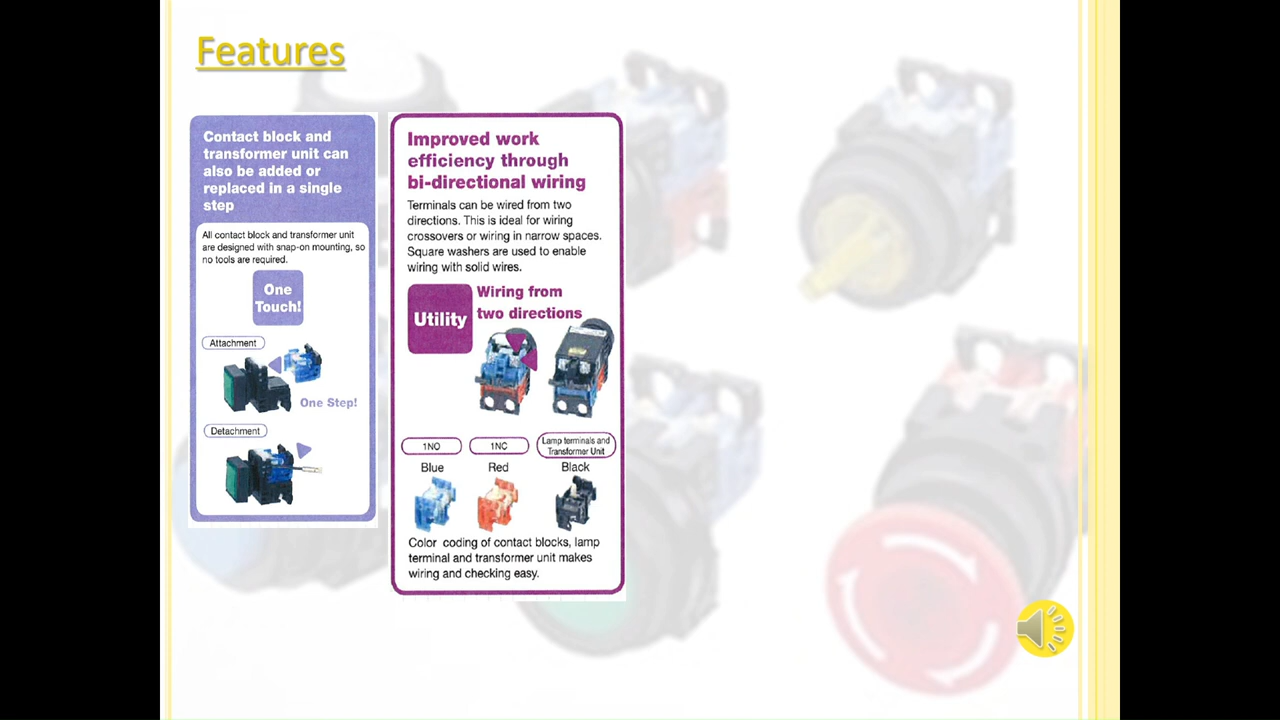 Features
Contact block and
transformer unit can
also be added or
replaced in a single
step
All contact block and transformer unit
are designed with snap-on mounting, so
no tools are required.
One
Touch!
Attachment
One Step!
Detachment
Improved work
efficiency through
bi-directional wiring
Terminals can be wired from two
directions. This is ideal for wiring
crossovers or wiring in narrow spaces.
Square washers are used to enable
wiring with solid wires.
Utility
Wiring from
two directions
1NO
1NC
Lamp terminals and
Transformer Unit
Blue
Red
Black
Color coding of contact blocks, lamp
terminal and transformer unit makes
wiring and checking easy.